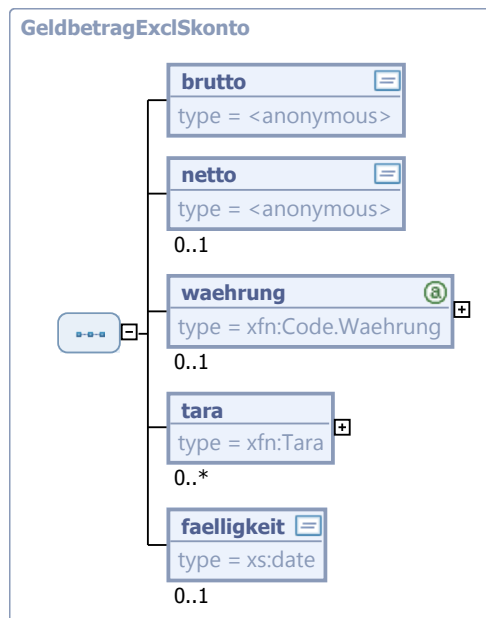 GeldbetragExclSkonto
brutto
type = <anonymous>
netto
type = <anonymous>
0..1
waehrung
type = xfn:Code.Waehrung
0..1
tara
type = xfn:Tara
0..*
faelligkeit
type = xs:date
0..1